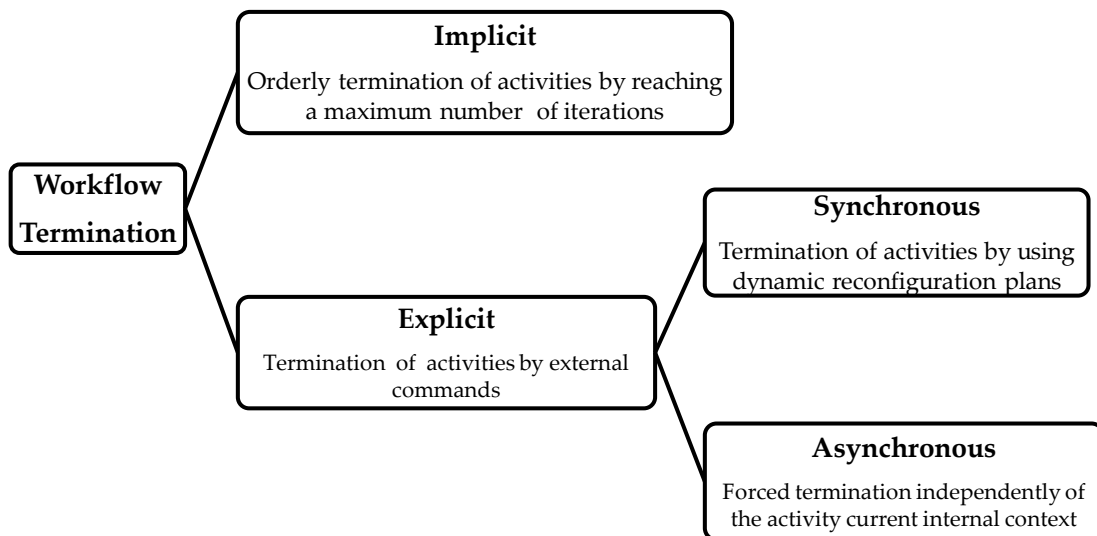 Implicit
Orderly termination of activities by reaching
a maximum number of iterations
Workflow
Termination
Synchronous
Termination of activities by using
dynamic reconfiguration plans
Explicit
Termination of activities by external
commands
Asynchronous
Forced termination independently of
the activity current internal context